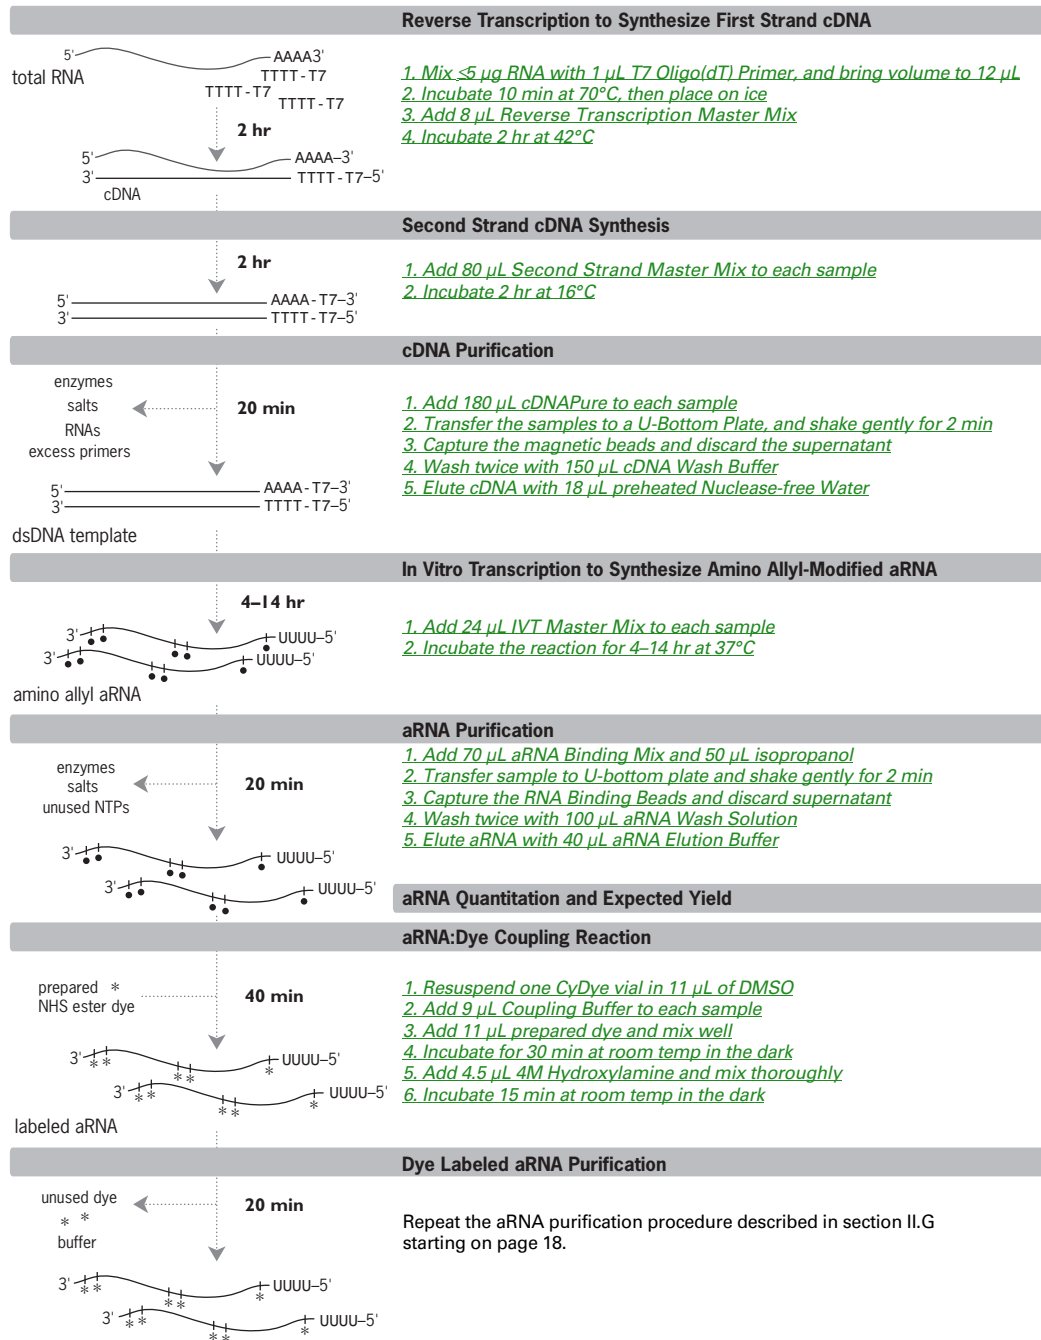 Reverse Transcription to Synthesize First Strand cDNA
5'
AAAA3'
total RNA
TTTT - T7
TTTT - T7
TTTT - T7
2 hr
5'
AAAA–3'
3'
TTTT - T7–5'
cDNA
1. Mix ≤5 µg RNA with 1 µL T7 Oligo(dT) Primer, and bring volume to 12 µL
2. Incubate 10 min at 70°C, then place on ice
3. Add 8 µL Reverse Transcription Master Mix
4. Incubate 2 hr at 42°C
Second Strand cDNA Synthesis
2 hr
5'
AAAA - T7–3'
3'
TTTT - T7–5'
1. Add 80 µL Second Strand Master Mix to each sample
2. Incubate 2 hr at 16°C
cDNA Purification
enzymes
salts
RNAs
excess primers
20 min
5'
AAAA - T7–3'
3'
TTTT - T7–5'
dsDNA template
1. Add 180 µL cDNAPure to each sample
2. Transfer the samples to a U-Bottom Plate, and shake gently for 2 min
3. Capture the magnetic beads and discard the supernatant
4. Wash twice with 150 µL cDNA Wash Buffer
5. Elute cDNA with 18 µL preheated Nuclease-free Water
In Vitro Transcription to Synthesize Amino Allyl-Modified aRNA
4–14 hr
3'
UUUU–5'
3'
UUUU–5'
amino allyl aRNA
1. Add 24 µL IVT Master Mix to each sample
2. Incubate the reaction for 4–14 hr at 37°C
aRNA Purification
enzymes
salts
unused NTPs
20 min
3'
UUUU–5'
3'
UUUU–5'
1. Add 70 µL aRNA Binding Mix and 50 µL isopropanol
2. Transfer sample to U-bottom plate and shake gently for 2 min
3. Capture the RNA Binding Beads and discard supernatant
4. Wash twice with 100 µL aRNA Wash Solution
5. Elute aRNA with 40 µL aRNA Elution Buffer
aRNA Quantitation and Expected Yield
aRNA:Dye Coupling Reaction
prepared *
NHS ester dye
40 min
3'
UUUU–5'
* * * * *
3'
UUUU–5'
* * * * *
labeled aRNA
1. Resuspend one CyDye vial in 11 µL of DMSO
2. Add 9 µL Coupling Buffer to each sample
3. Add 11 µL prepared dye and mix well
4. Incubate for 30 min at room temp in the dark
5. Add 4.5 µL 4M Hydroxylamine and mix thoroughly
6. Incubate 15 min at room temp in the dark
Dye Labeled aRNA Purification
unused dye
* *
buffer
20 min
3'
UUUU–5'
* * * * *
3'
UUUU–5'
* * * * *
Repeat the aRNA purification procedure described in section II.G
starting on page 18.